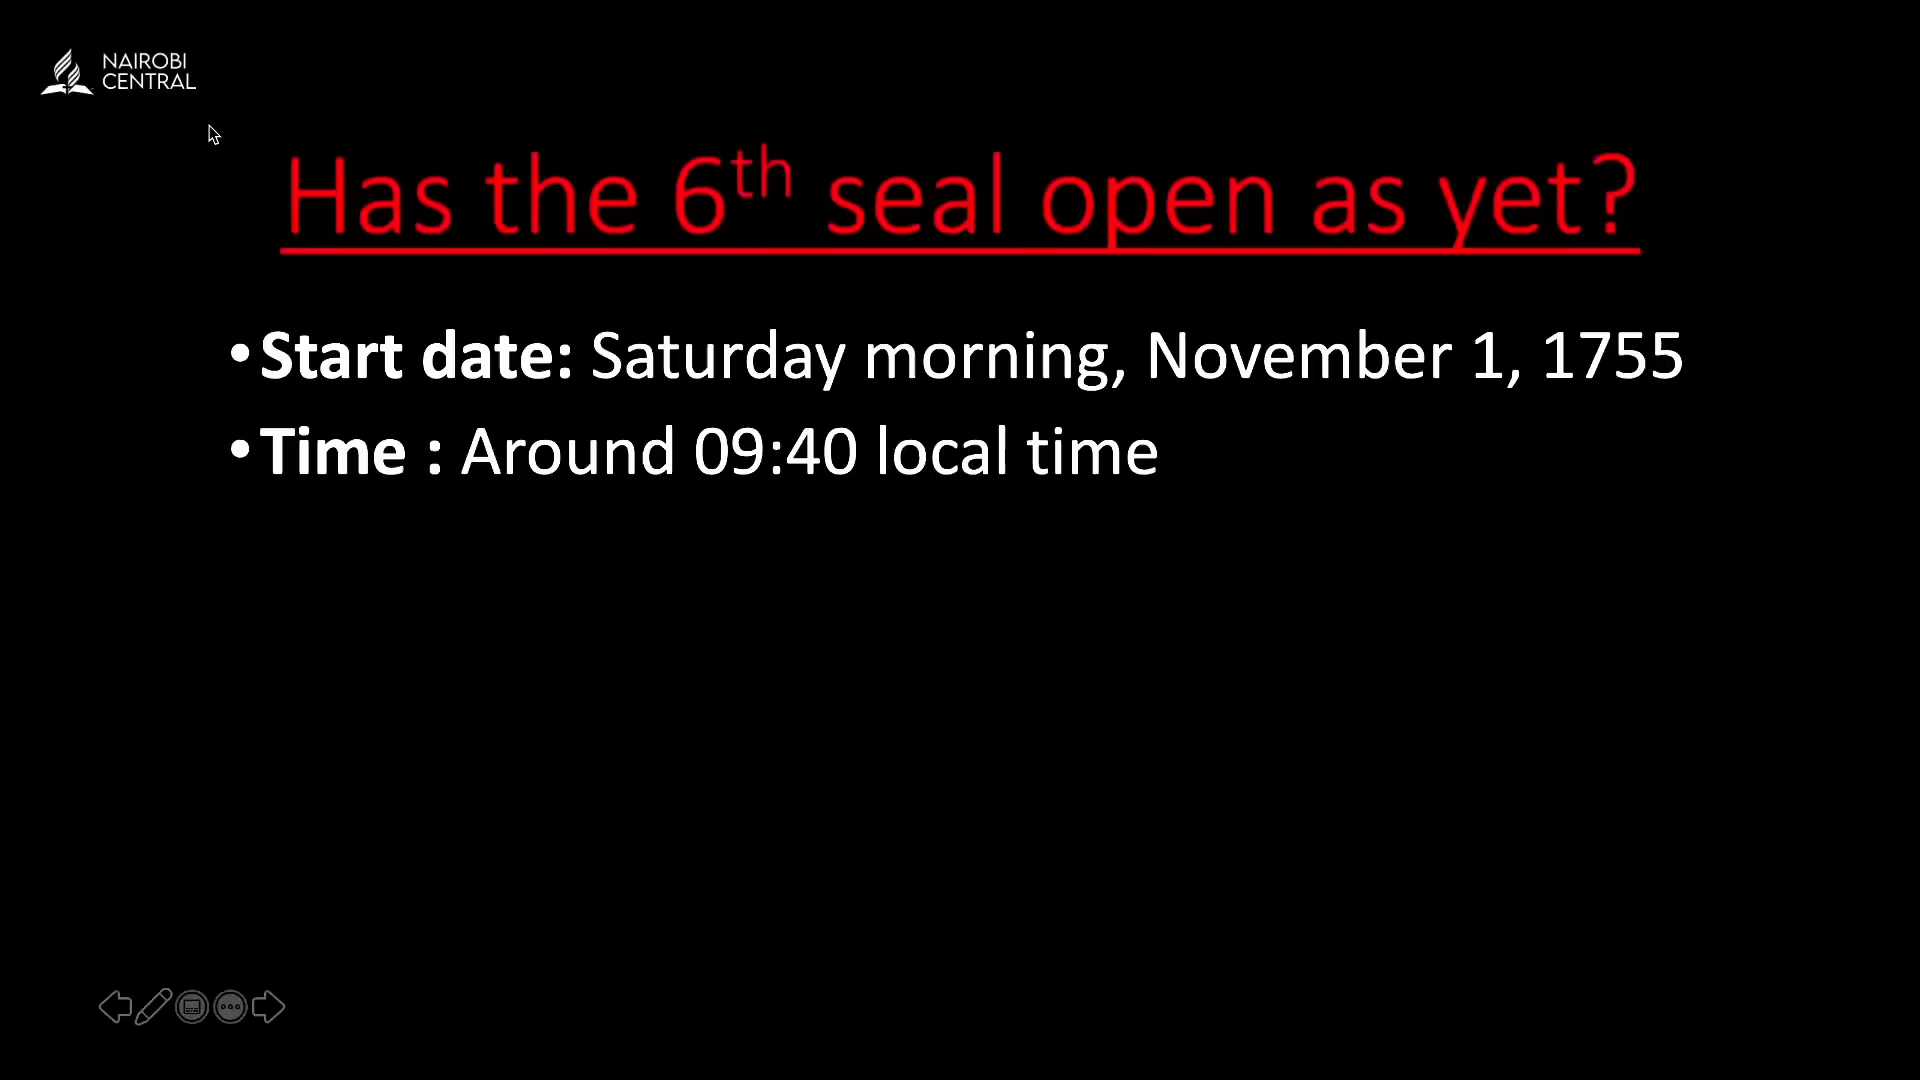 NAIROBI
CENTRAL
Has the 6th seal open as yet?
•Start date: Saturday morning, November 1, 1755
•Time : Around 09:40 local time